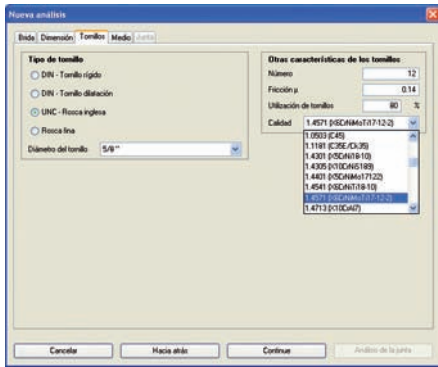 Nueva análisis
Bride Dimensión Tornillos Medio Junta
Tipo de tornillo
DIN - Tornillo rígido
DIN - Tornillo dilatación
UNC - Rosca inglesa
Rosca fina
Diámetro del tornillo 5/8"
Otras características de los tornillos
Número 12
Fricción µ 0.14
Utilización de tornillos 80 %
Calidad 1.4571 (X6CrNiMoTi17-12-2)
1.0503 (C45)
1.1181 (C35E/Ck35)
1.4301 (X5CrNi18-10)
1.4305 (X10CrNiS189)
1.4401 (X5CrNiMo17122)
1.4541 (X6CrNiTi18-10)
1.4571 (X6CrNiMoTi17-12-2)
1.4713 (X10CrAl7)
Cancelar Hacia atrás Continue Análisis de la junta